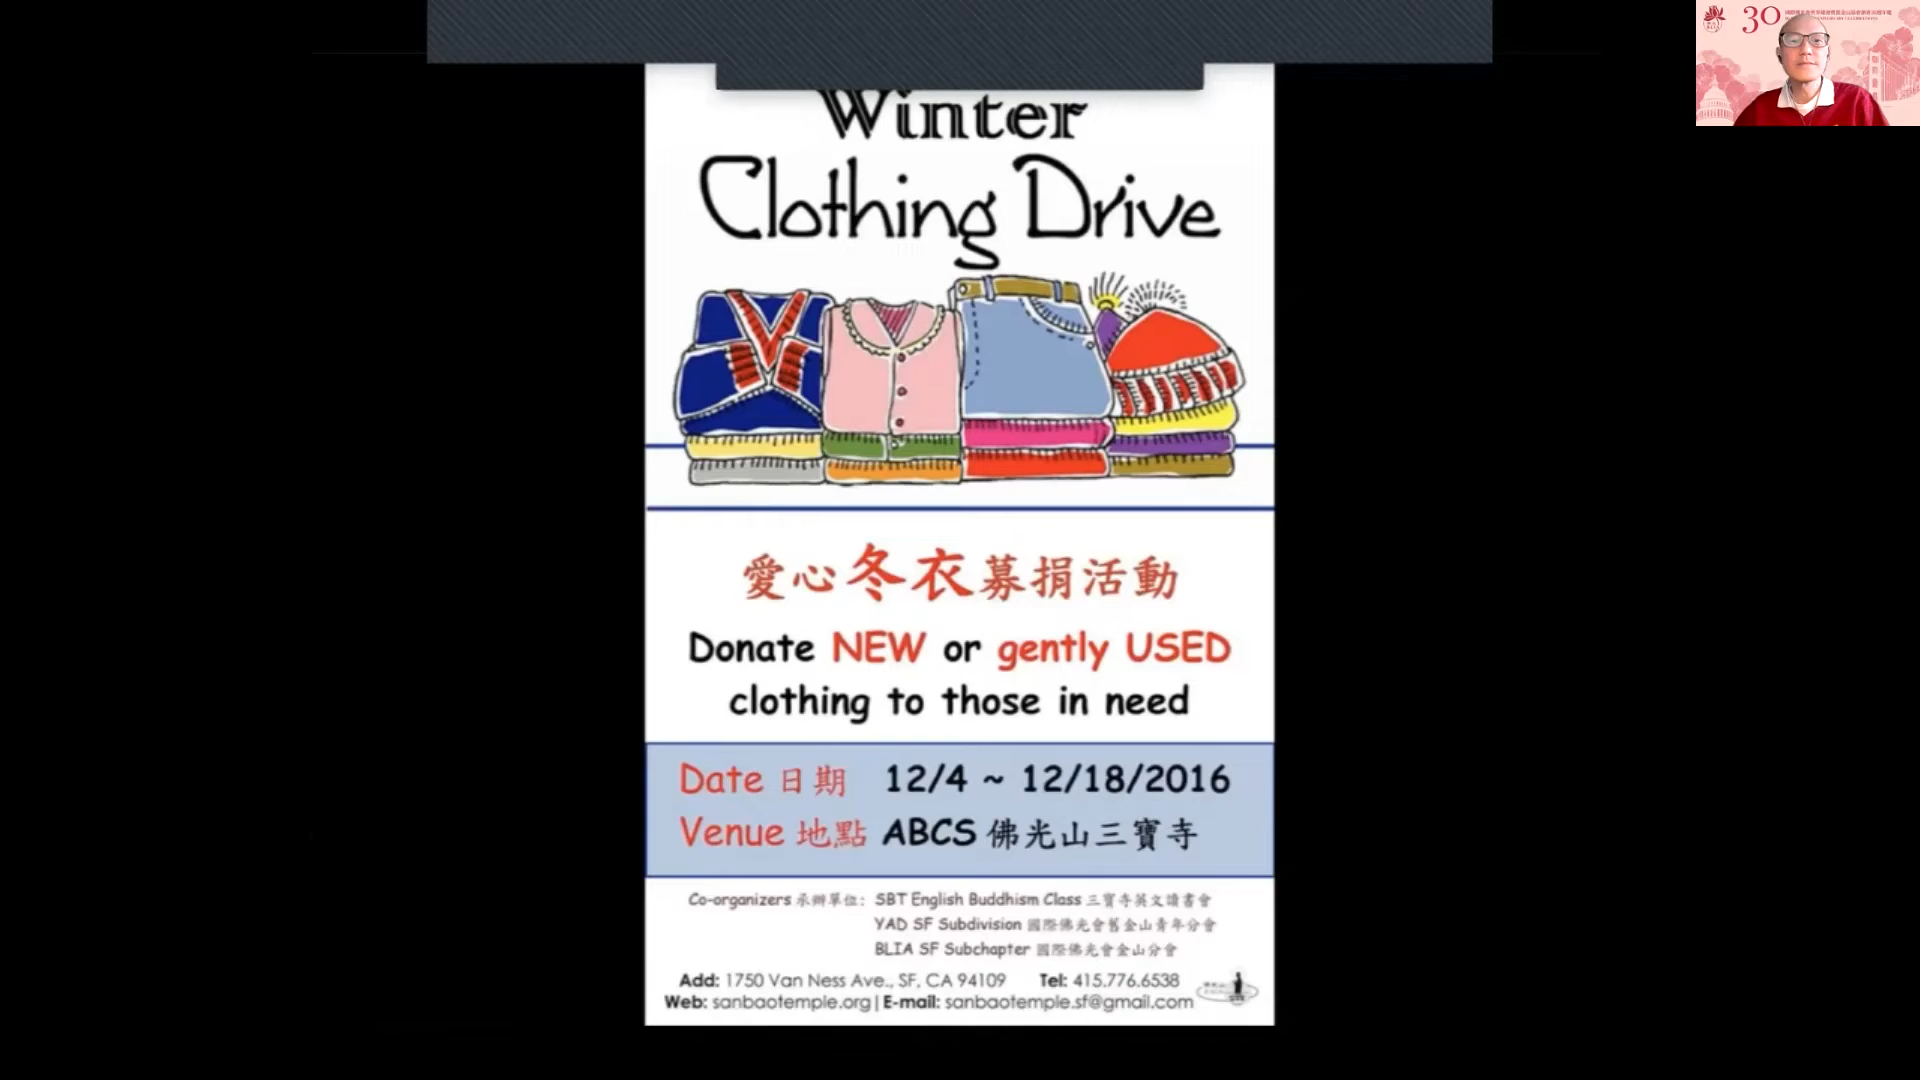 30
Winter
Clothing Drive
愛心冬衣募捐活動
Donate NEW or gently USED
clothing to those in need
Date 日期 12/4 ~ 12/18/2016
Venue 地點 ABCS 佛光山三寶寺
Co-organizers 承辦單位: SBT English Buddhism Class 三寶寺英文讀書會
YAD SF Subdivision 國際佛光會舊金山青年分會
BLIA SF Subchapter 國際佛光會金山分會
Add: 1750 Van Ness Ave., SF, CA 94109 Tel: 415.776.6538
Web: sanbaotemple.org | E-mail: sanbaotemple.sf@gmail.com